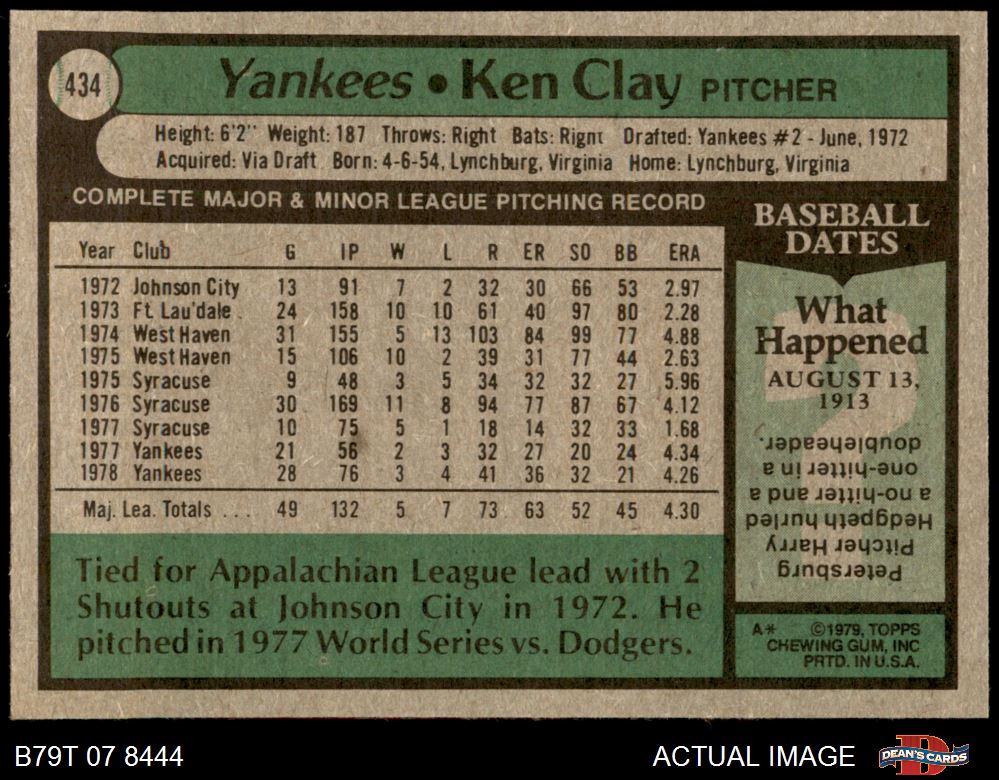 434
Yankees • Ken Clay PITCHER
Height: 6'2" Weight: 187 Throws: Right Bats: Right Drafted: Yankees #2 - June, 1972
Acquired: Via Draft Born: 4-6-54, Lynchburg, Virginia Home: Lynchburg, Virginia
COMPLETE MAJOR & MINOR LEAGUE PITCHING RECORD
Year Club G IP W L R ER SO BB ERA
1972 Johnson City 13 91 7 2 32 30 66 53 2.97
1973 Ft. Lau'dale 24 158 10 10 61 40 97 80 2.28
1974 West Haven 31 155 5 13 103 84 99 77 4.88
1975 West Haven 15 106 10 2 39 31 77 44 2.63
1975 Syracuse 9 48 3 5 34 32 32 27 5.96
1976 Syracuse 30 169 11 8 94 77 87 67 4.12
1977 Syracuse 10 75 5 1 18 14 32 33 1.68
1977 Yankees 21 56 2 3 32 27 20 24 4.34
1978 Yankees 28 76 3 4 41 36 32 21 4.26
Maj. Lea. Totals ... 49 132 5 7 73 63 52 45 4.30
Tied for Appalachian League lead with 2
Shutouts at Johnson City in 1972. He
pitched in 1977 World Series vs. Dodgers.
BASEBALL
DATES
What
Happened
AUGUST 13,
1913
Petersburg
Pitcher Harry
Hedgpeth hurled
a no-hitter and a
one-hitter in a
doubleheader.
A* ©1979, TOPPS
CHEWING GUM, INC
PRTD. IN U.S.A.
B79T 07 8444
ACTUAL IMAGE
D
DEAN'S CARDS